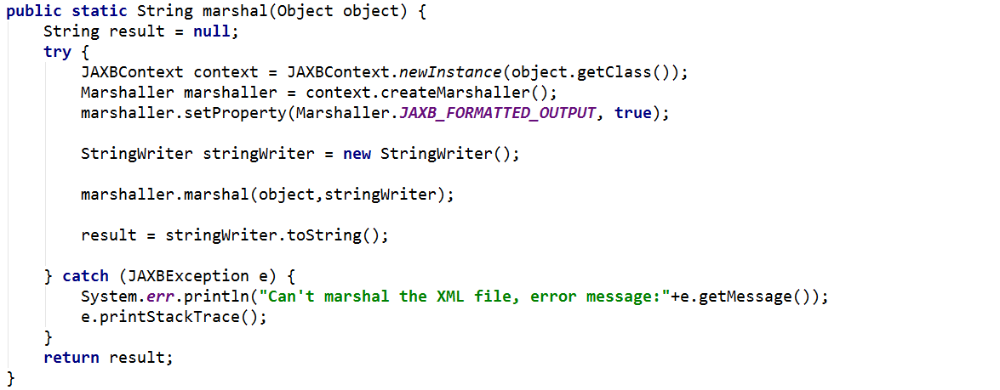 public static String marshal(Object object) {
    String result = null;
    try {
        JAXBContext context = JAXBContext.newInstance(object.getClass());
        Marshaller marshaller = context.createMarshaller();
        marshaller.setProperty(Marshaller.JAXB_FORMATTED_OUTPUT, true);

        StringWriter stringWriter = new StringWriter();

        marshaller.marshal(object,stringWriter);

        result = stringWriter.toString();

    } catch (JAXBException e) {
        System.err.println("Can't marshal the XML file, error message:"+e.getMessage());
        e.printStackTrace();
    }
    return result;
}